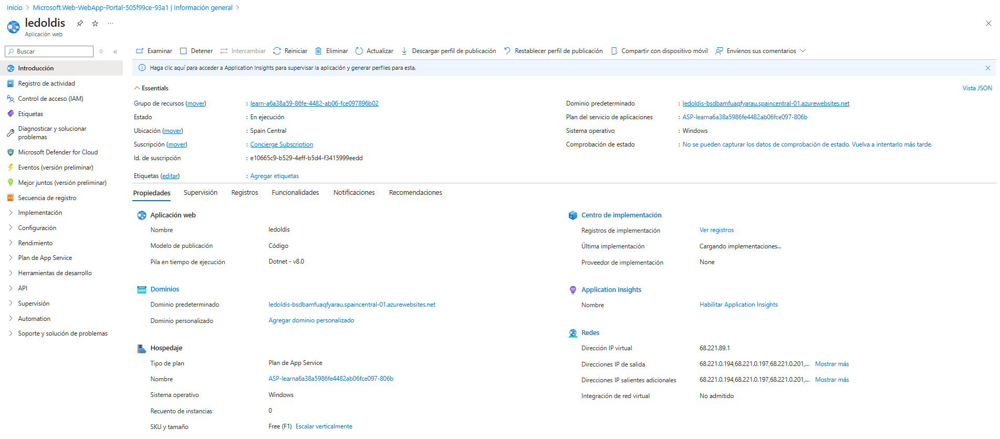 Inicio > Microsoft.Web-WebApp-Portal-505f99ce-93a1 | Información general >
ledoldis
Aplicación web
Buscar
Introducción
Registro de actividad
Control de acceso (IAM)
Etiquetas
Diagnosticar y solucionar
problemas
Microsoft Defender for Cloud
Eventos (versión preliminar)
Mejor juntos (versión preliminar)
Secuencia de registro
Implementación
Configuración
Rendimiento
Plan de App Service
Herramientas de desarrollo
API
Supervisión
Automation
Soporte y solución de problemas
Examinar Detener Intercambiar Reiniciar Eliminar Actualizar Descargar perfil de publicación Restablecer perfil de publicación Compartir con dispositivo móvil Envíenos sus comentarios
Haga clic aquí para acceder a Application Insights para supervisar la aplicación y generar perfiles para esta.
Essentials Vista JSON
Grupo de recursos (mover) : learn-a6a38a59-86fe-4482-ab06-fce097896b02
Estado : En ejecución
Ubicación (mover) : Spain Central
Suscripción (mover) : Concierge Subscription
Id. de suscripción : e10665c9-b529-4eff-b5d4-f3415999eedd
Etiquetas (editar) : Agregar etiquetas
Dominio predeterminado : ledoldis-bsdbamfuaqfyarau.spaincentral-01.azurewebsites.net
Plan del servicio de aplicaciones : ASP-learna6a38a5986fe4482ab06fce097-806b
Sistema operativo : Windows
Comprobación de estado : No se pueden capturar los datos de comprobación de estado. Vuelva a intentarlo más tarde.
Propiedades Supervisión Registros Funcionalidades Notificaciones Recomendaciones
Aplicación web
Nombre ledoldis
Modelo de publicación Código
Pila en tiempo de ejecución Dotnet - v8.0
Dominios
Dominio predeterminado ledoldis-bsdbamfuaqfyarau.spaincentral-01.azurewebsites.net
Dominio personalizado Agregar dominio personalizado
Hospedaje
Tipo de plan Plan de App Service
Nombre ASP-learna6a38a5986fe4482ab06fce097-806b
Sistema operativo Windows
Recuento de instancias 0
SKU y tamaño Free (F1) Escalar verticalmente
Centro de implementación
Registros de implementación Ver registros
Última implementación Cargando implementaciones...
Proveedor de implementación None
Application Insights
Nombre Habilitar Application Insights
Redes
Dirección IP virtual 68.221.89.1
Direcciones IP de salida 68.221.0.194,68.221.0.197,68.221.0.201,... Mostrar más
Direcciones IP salientes adicionales 68.221.0.194,68.221.0.197,68.221.0.201,... Mostrar más
Integración de red virtual No admitido